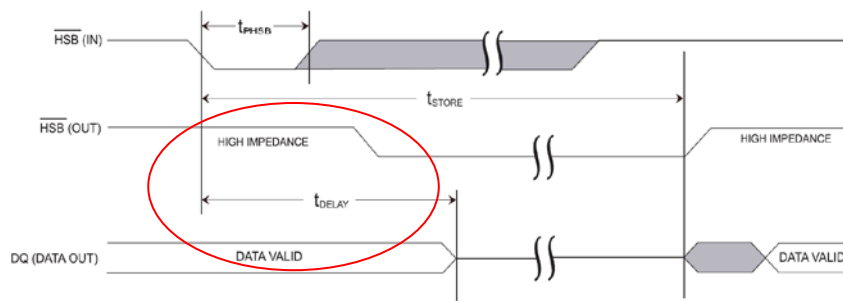 tPHSB
HSB (IN)
tSTORE
HSB (OUT)
HIGH IMPEDANCE
HIGH IMPEDANCE
tDELAY
DQ (DATA OUT)
DATA VALID
DATA VALID